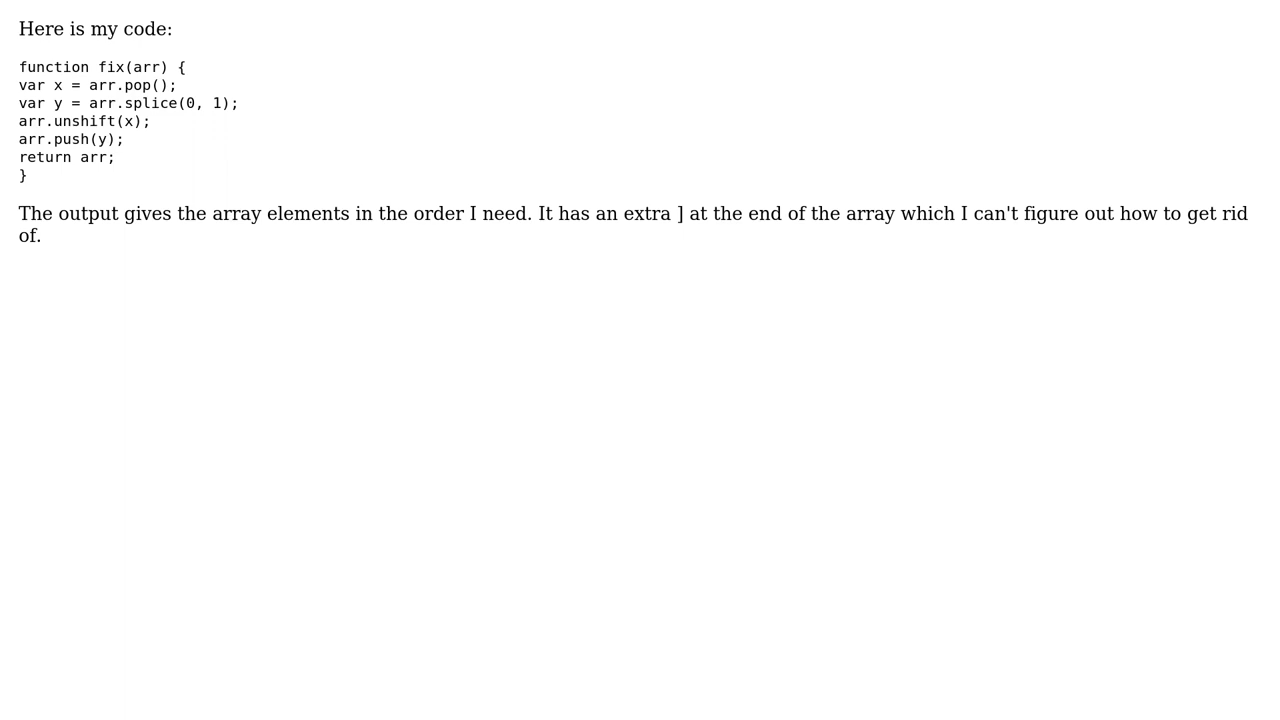 Here is my code:
function fix(arr) {
var x = arr.pop();
var y = arr.splice(0, 1);
arr.unshift(x);
arr.push(y);
return arr;
}
The output gives the array elements in the order I need. It has an extra ] at the end of the array which I can't figure out how to get rid
of.